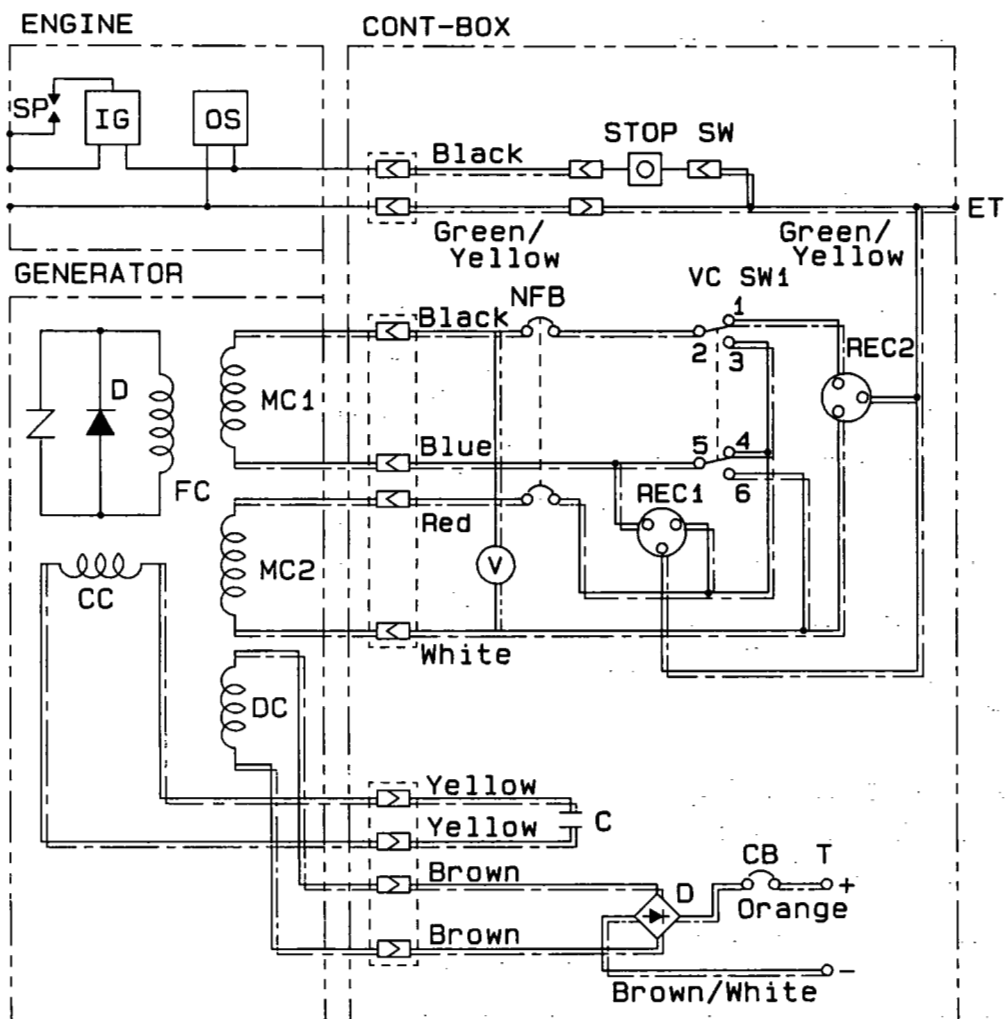 ENGINE
CONT-BOX
SP
IG
OS
STOP SW
Black
ET
Green/
Yellow
Green/
Yellow
GENERATOR
NFB
VC SW1
Black
1
2
3
REC2
D
MC1
Blue
5
4
6
FC
REC1
Red
MC2
V
CC
White
DC
Yellow
C
Yellow
CB
T
Brown
D
+
Orange
Brown
-
Brown/White